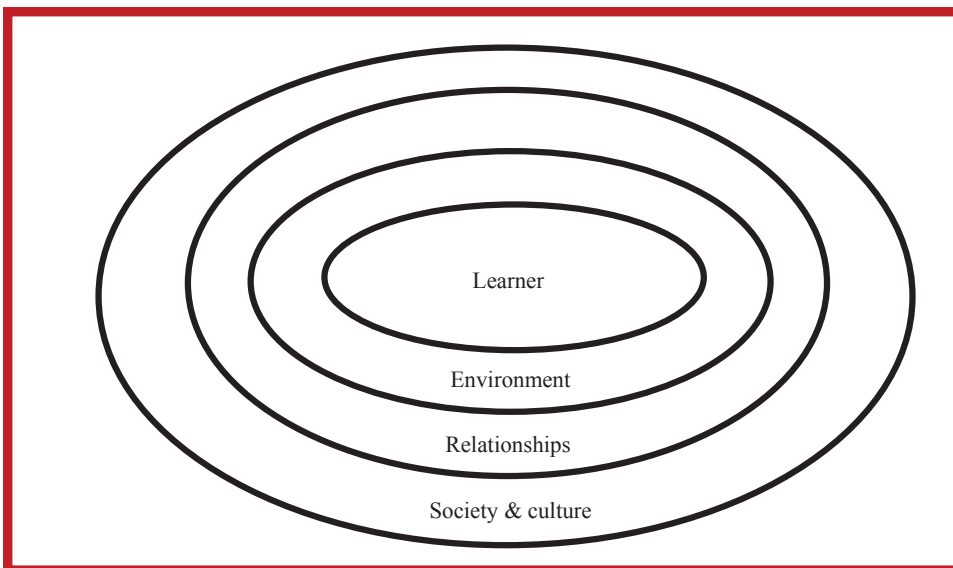 Learner
Environment
Relationships
Society & culture